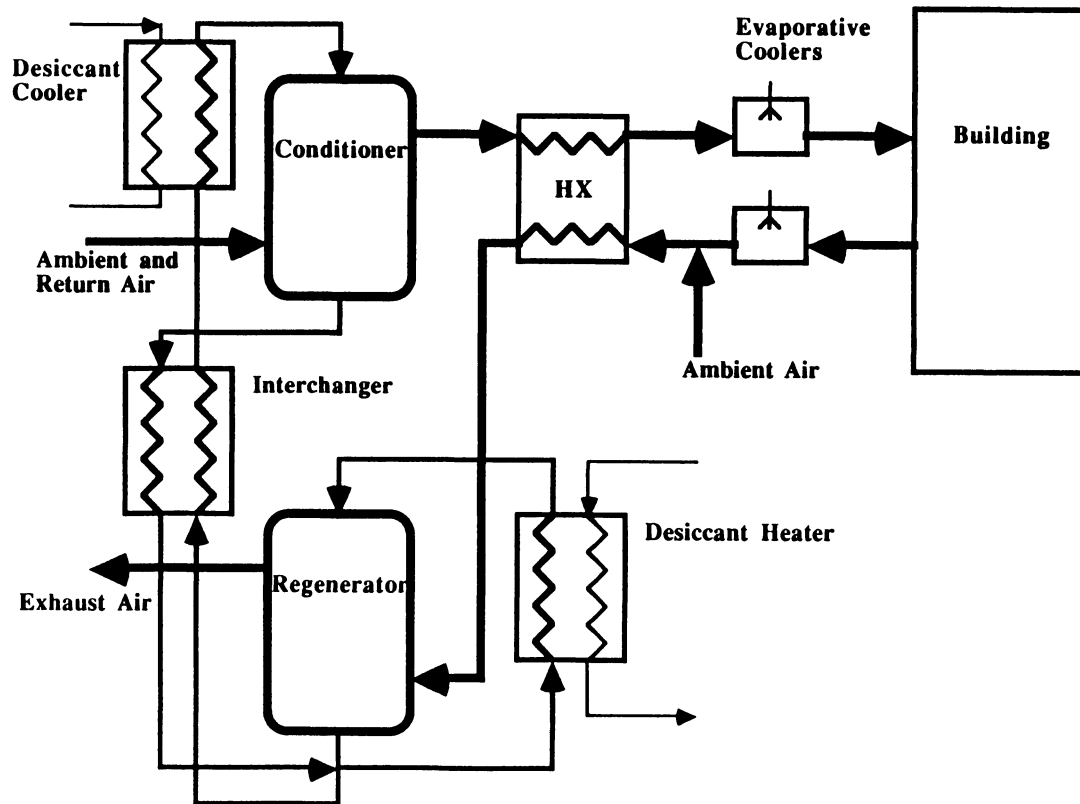 Evaporative
Coolers
Desiccant
Cooler
Conditioner
Building
HX
Ambient and
Return Air
Ambient Air
Interchanger
Desiccant Heater
Regenerator
Exhaust Air